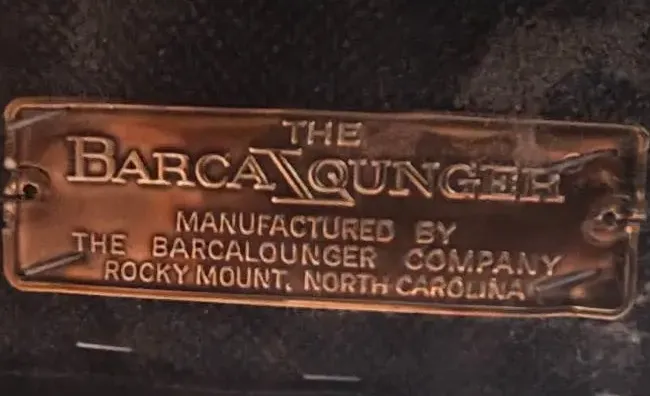 THE
BARCALOUNGER
MANUFACTURED BY
THE BARCALOUNGER COMPANY
ROCKY MOUNT, NORTH CAROLINA